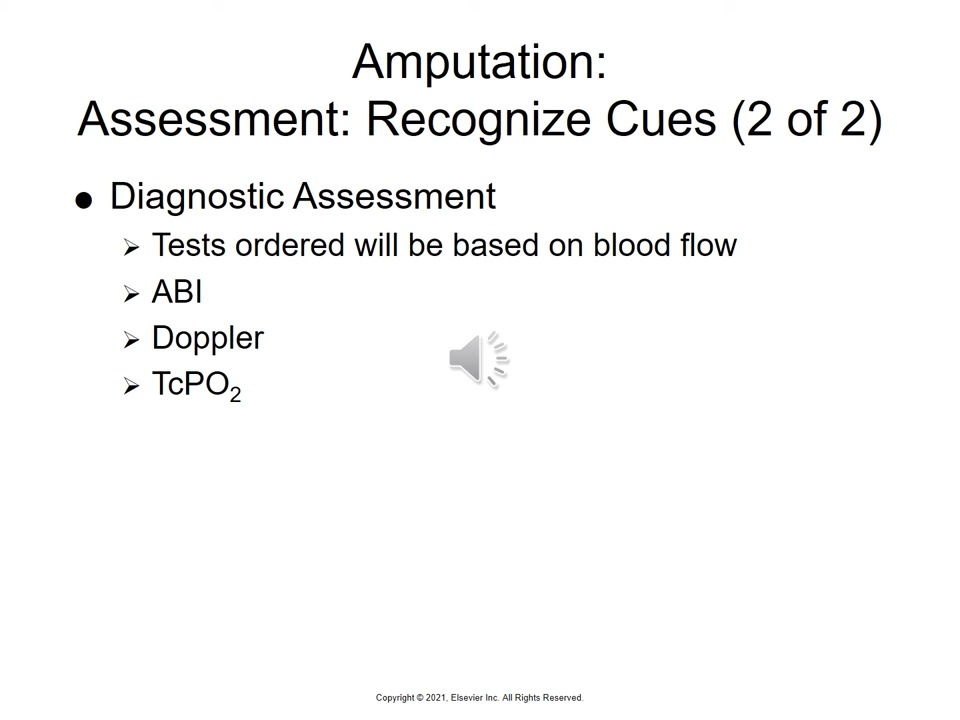 Amputation:
Assessment: Recognize Cues (2 of 2)
● Diagnostic Assessment
➢ Tests ordered will be based on blood flow
➢ ABI
➢ Doppler
➢ TcPO₂
Copyright © 2021, Elsevier Inc. All Rights Reserved.